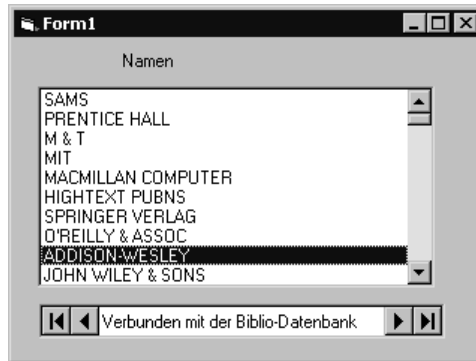 Form1
Namen
SAMS
PRENTICE HALL
M & T
MIT
MACMILLAN COMPUTER
HIGHTEXT PUBNS
SPRINGER VERLAG
O'REILLY & ASSOC
ADDISON-WESLEY
JOHN WILEY & SONS
Verbunden mit der Biblio-Datenbank